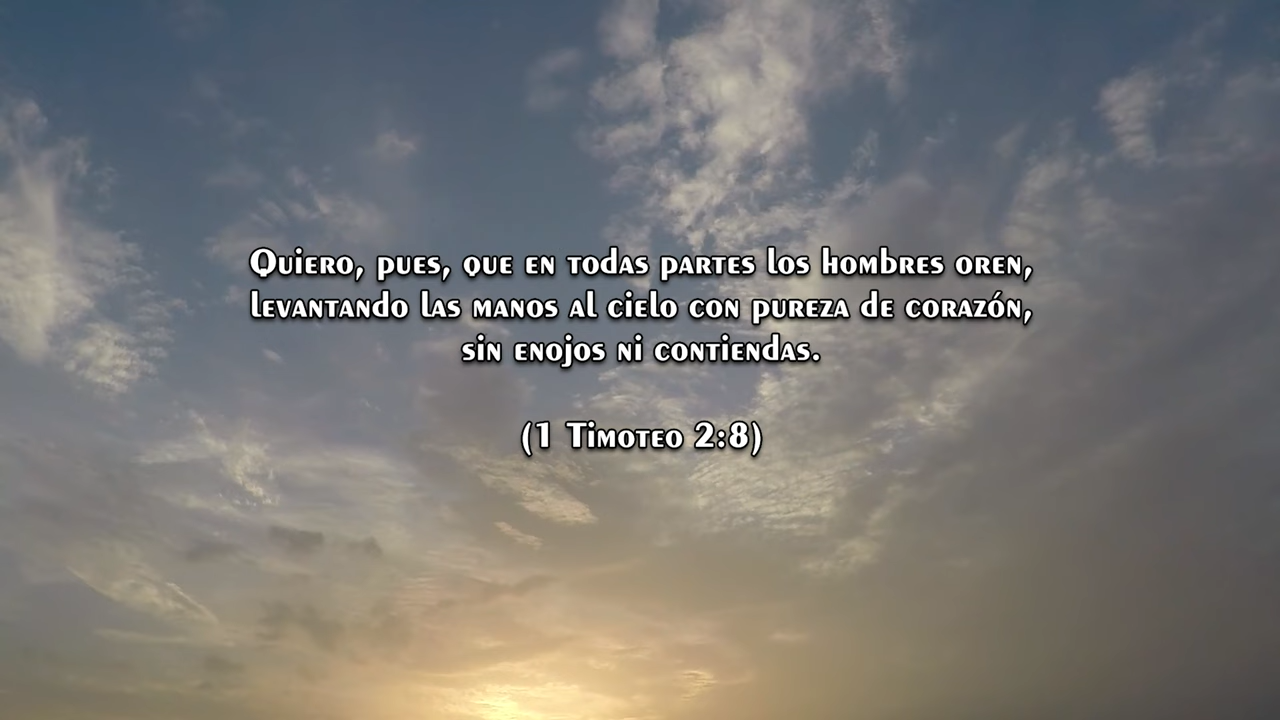 Quiero, pues, que en todas partes los hombres oren,
levantando las manos al cielo con pureza de corazón,
sin enojos ni contiendas.
(1 Timoteo 2:8)